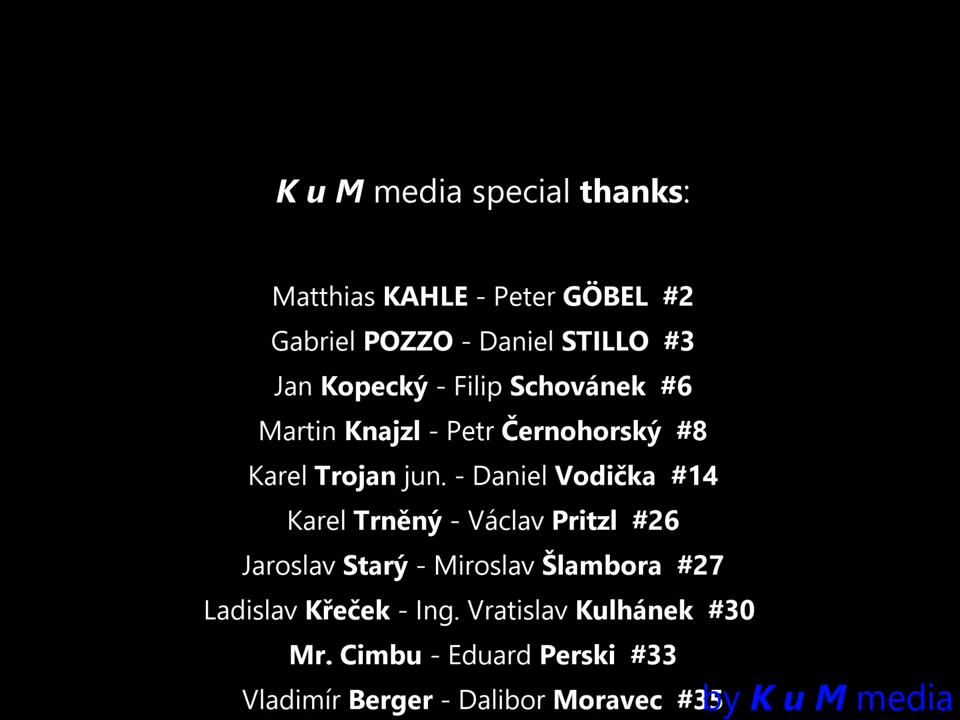 K u M media special thanks:
Matthias KAHLE - Peter GÖBEL #2
Gabriel POZZO - Daniel STILLO #3
Jan Kopecký - Filip Schovánek #6
Martin Knajzl - Petr Černohorský #8
Karel Trojan jun. - Daniel Vodička #14
Karel Trněný - Václav Pritzl #26
Jaroslav Starý - Miroslav Šlambora #27
Ladislav Křeček - Ing. Vratislav Kulhánek #30
Mr. Cimbu - Eduard Perski #33
Vladimír Berger - Dalibor Moravec #35
by K u M media